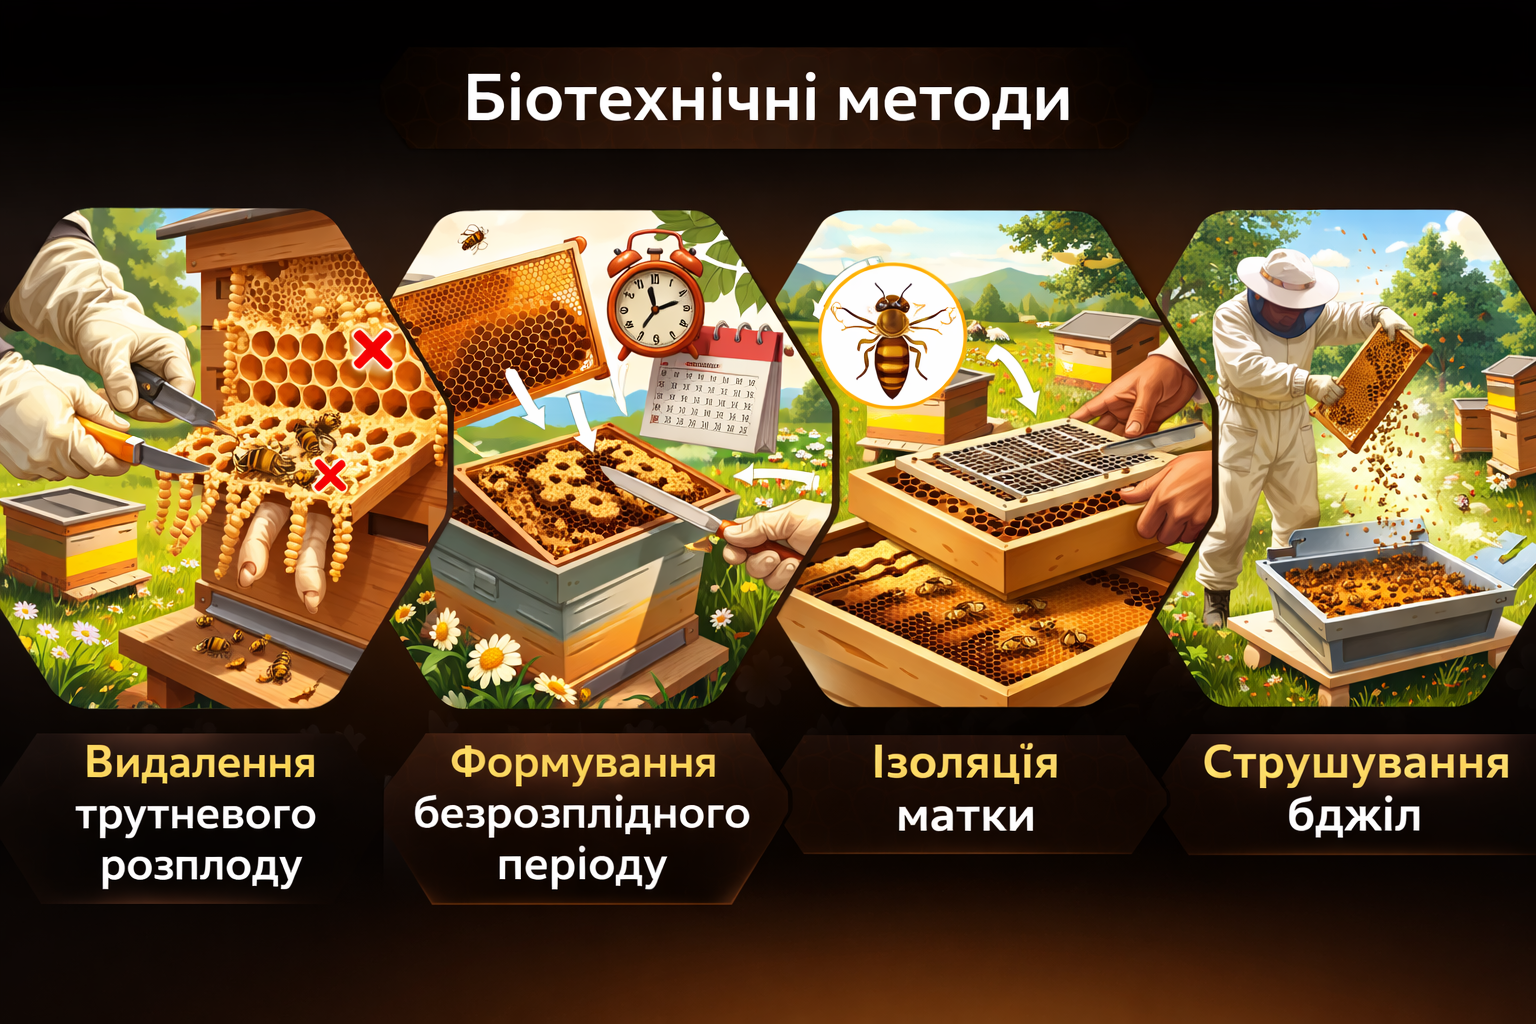 Біотехнічні методи
Видалення
трутневого
розплоду
Формування
безрозплідного
періоду
Ізоляція
матки
Струшування
бджіл